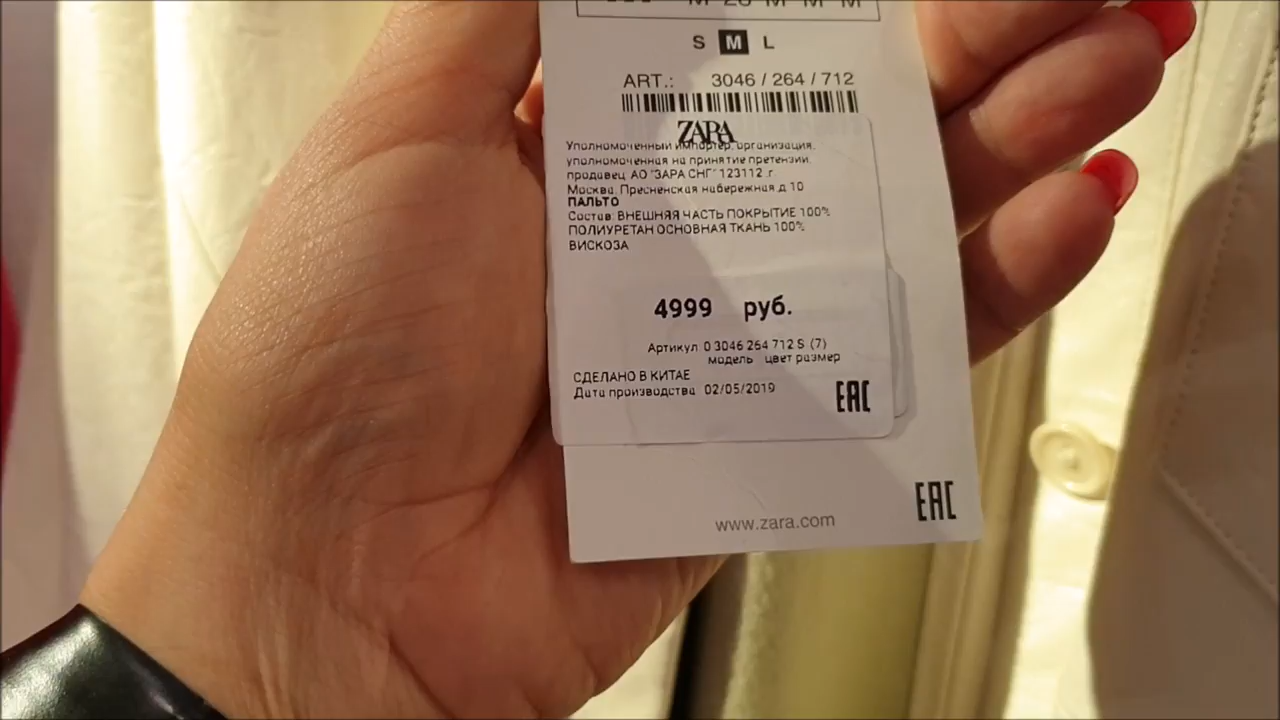 S M L
ART.: 3046 / 264 / 712
ZARA
Уполномоченный импортер, организация,
уполномоченная на принятие претензии,
продавец: АО "ЗАРА СНГ" 123112 .г.
Москва. Пресненская набережная,д 10
ПАЛЬТО
Состав: ВНЕШНЯЯ ЧАСТЬ ПОКРЫТИЕ 100%
ПОЛИУРЕТАН ОСНОВНАЯ ТКАНЬ 100%
ВИСКОЗА
4999 руб.
Артикул 0 3046 264 712 S (7)
модель цвет размер
СДЕЛАНО В КИТАЕ
Дата производства 02/05/2019
EAC
EAC
www.zara.com